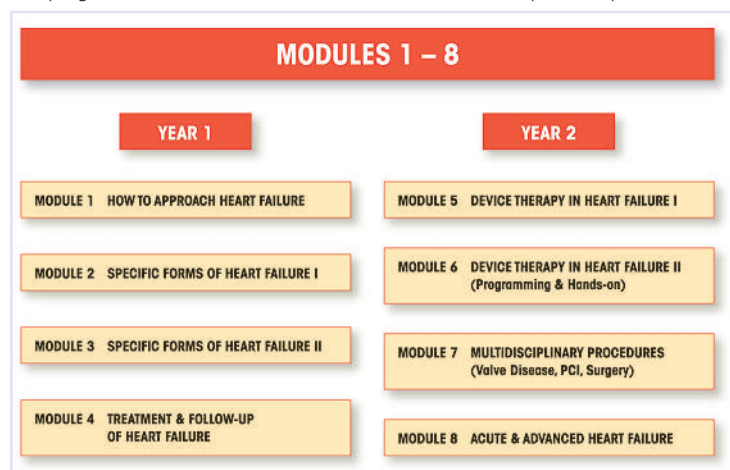 MODULES 1 – 8
YEAR 1
MODULE 1 HOW TO APPROACH HEART FAILURE
MODULE 2 SPECIFIC FORMS OF HEART FAILURE I
MODULE 3 SPECIFIC FORMS OF HEART FAILURE II
MODULE 4 TREATMENT & FOLLOW-UP
OF HEART FAILURE
YEAR 2
MODULE 5 DEVICE THERAPY IN HEART FAILURE I
MODULE 6 DEVICE THERAPY IN HEART FAILURE II
(Programming & Hands-on)
MODULE 7 MULTIDISCIPLINARY PROCEDURES
(Valve Disease, PCI, Surgery)
MODULE 8 ACUTE & ADVANCED HEART FAILURE